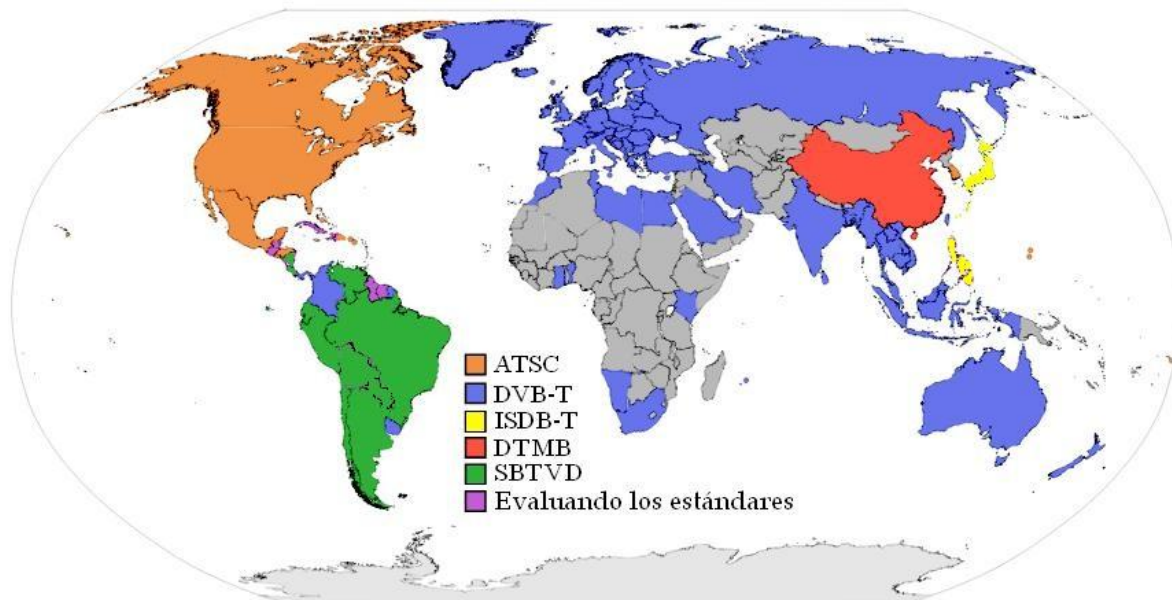 ATSC
DVB-T
ISDB-T
DTMB
SBTVD
Evaluando los estándares